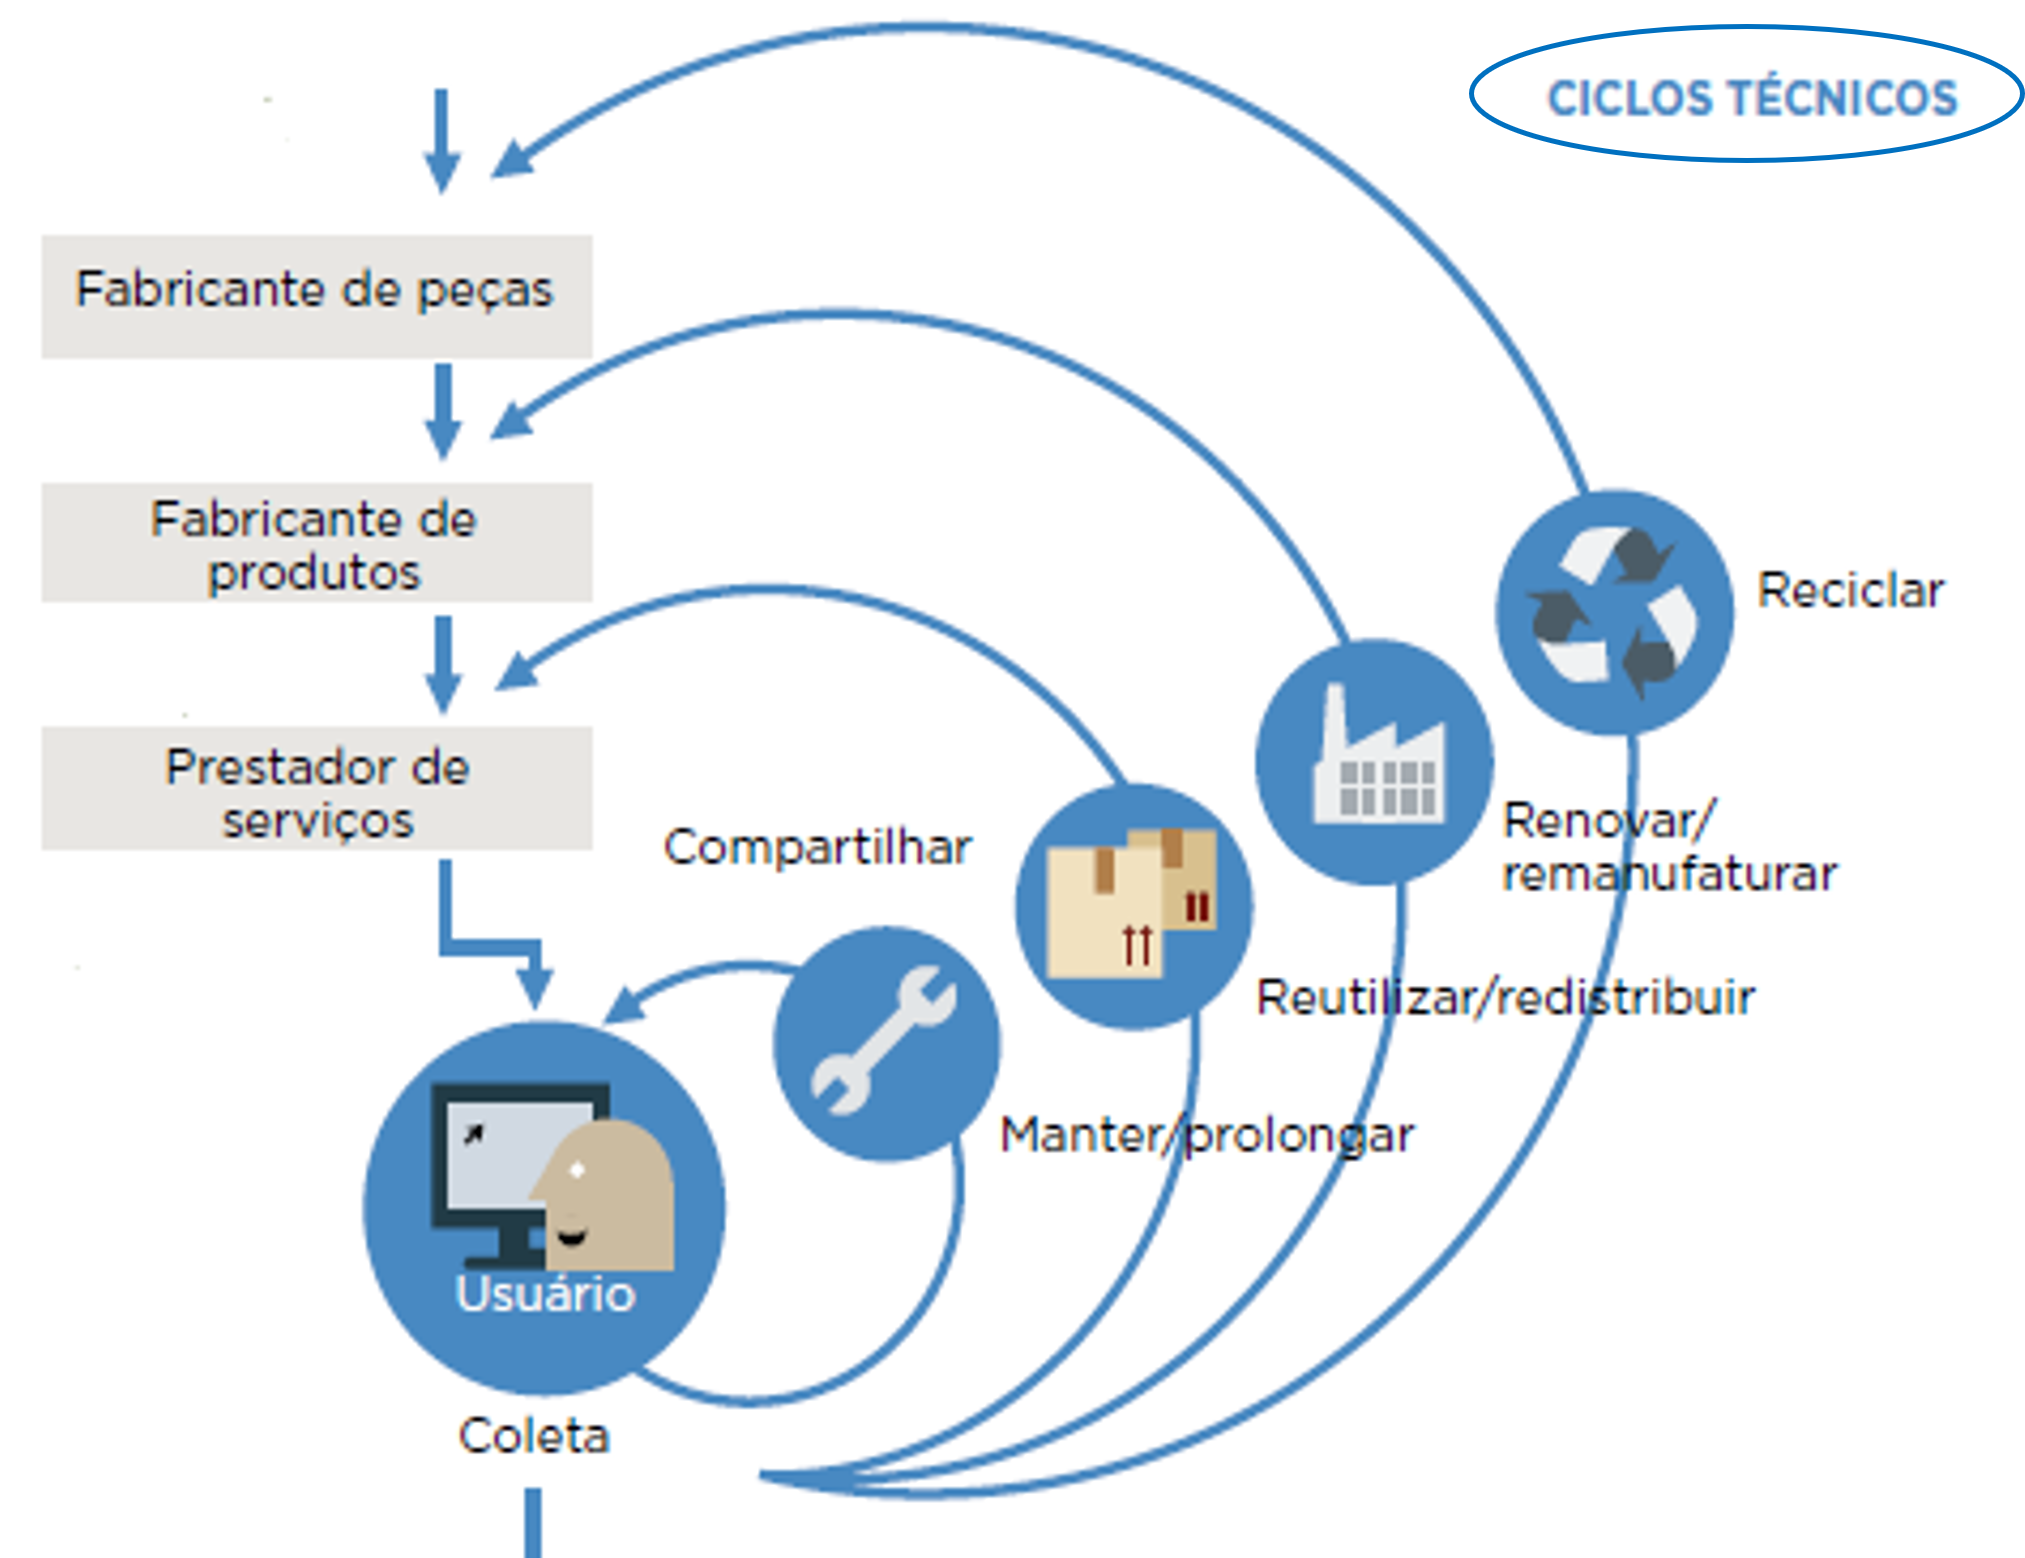 CICLOS TÉCNICOS
Fabricante de peças
Fabricante de
produtos
Reciclar
Prestador de
serviços
Compartilhar
Renovar/
remanufaturar
Reutilizar/redistribuir
Manter/prolongar
Usuário
Coleta